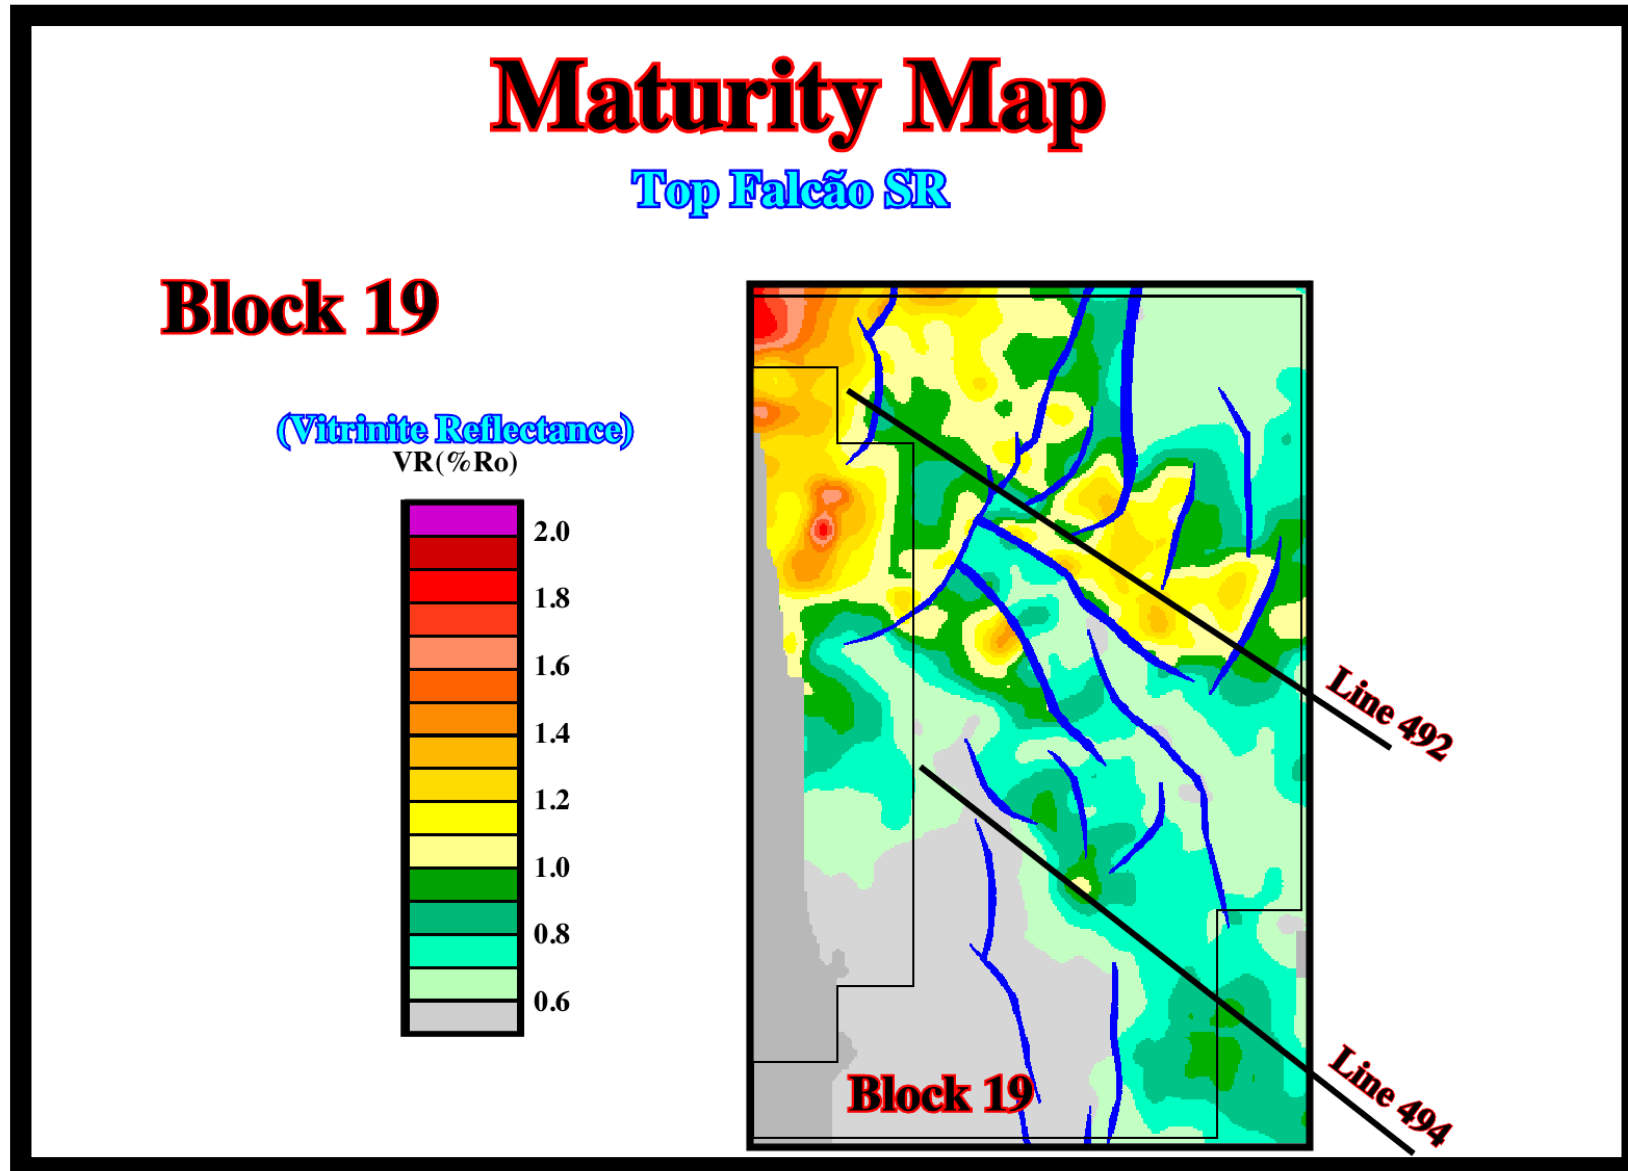 Maturity Map
Top Falcão SR
Block 19
(Vitrinite Reflectance)
VR(%Ro)
2.0
1.8
1.6
1.4
1.2
1.0
0.8
0.6
Line 492
Line 494
Block 19